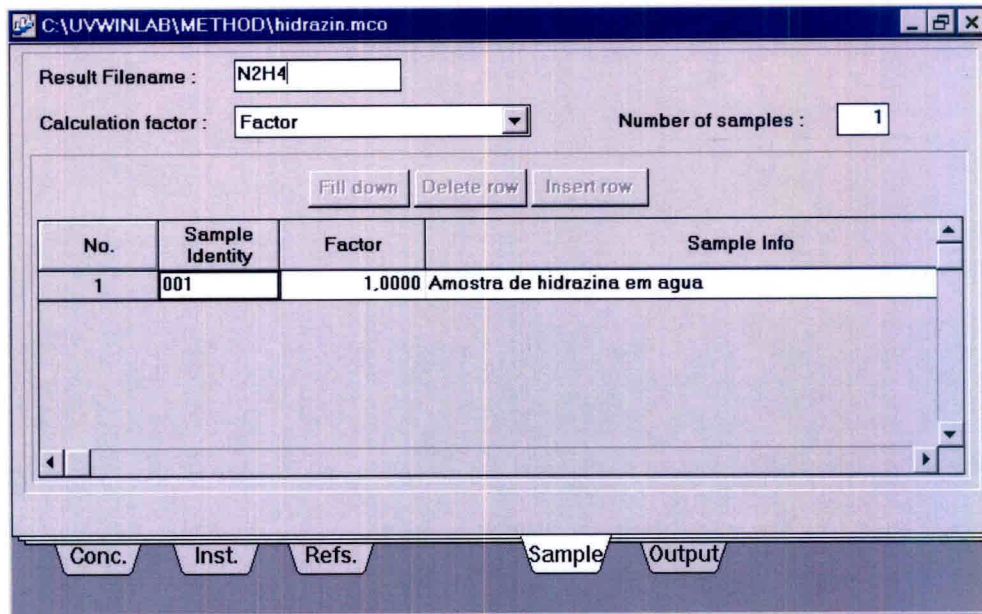 C:\UVWINLAB\METHOD\hidrazin.mco
Result Filename : N2H4
Calculation factor : Factor Number of samples : 1
Fill down Delete row Insert row
No. Sample Identity Factor Sample Info
1 001 1,0000 Amostra de hidrazina em agua
Conc. Inst. Refs. Sample Output